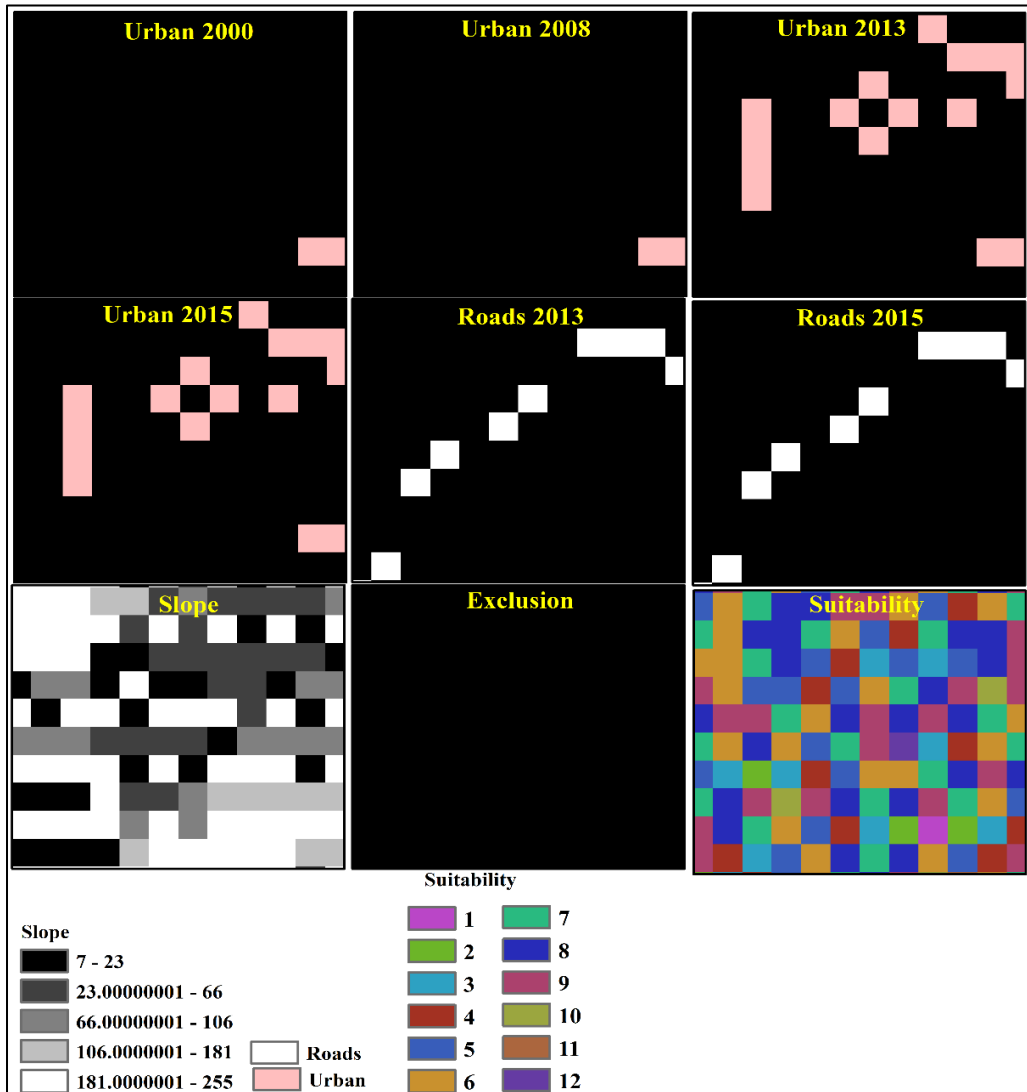 Urban 2000
Urban 2008
Urban 2013
Urban 2015
Roads 2013
Roads 2015
Slope
Exclusion
Suitability
Slope
7 - 23
23.00000001 - 66
66.00000001 - 106
106.0000001 - 181
181.0000001 - 255
Roads
Urban
Suitability
1
2
3
4
5
6
7
8
9
10
11
12